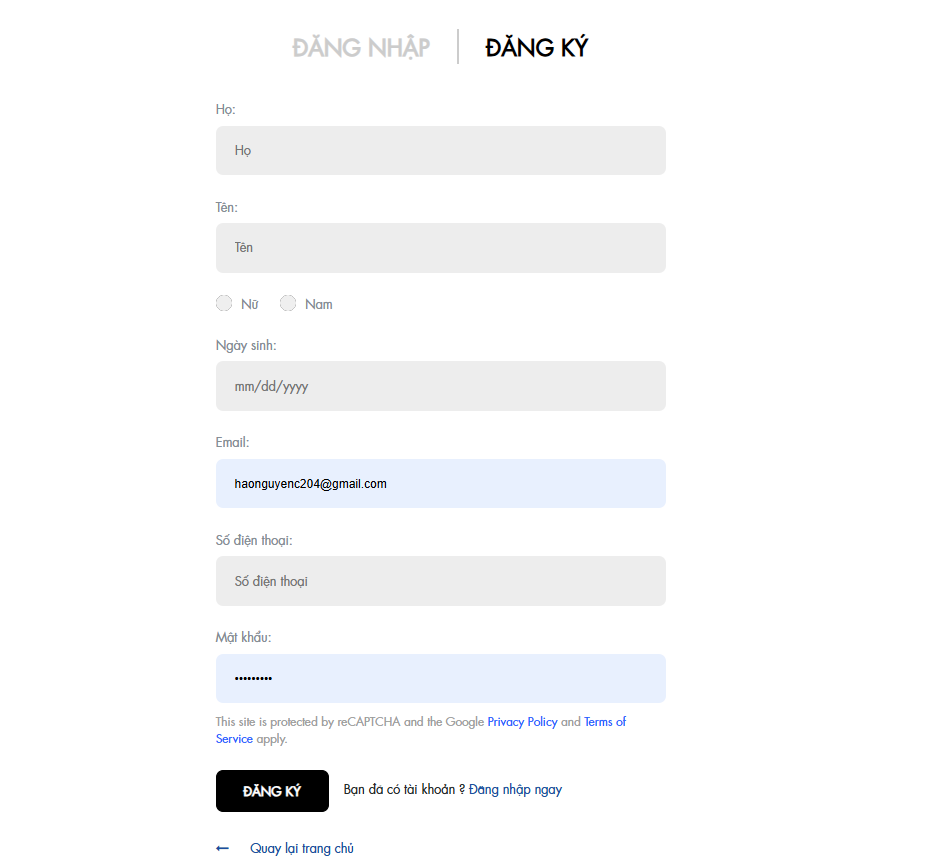 ĐĂNG NHẬP ĐĂNG KÝ
Họ:
Họ
Tên:
Tên
Nữ Nam
Ngày sinh:
mm/dd/yyyy
Email:
haonguyenc204@gmail.com
Số điện thoại:
Số điện thoại
Mật khẩu:
•••••••••
This site is protected by reCAPTCHA and the Google Privacy Policy and Terms of
Service apply.
ĐĂNG KÝ Bạn đã có tài khoản ? Đăng nhập ngay
← Quay lại trang chủ